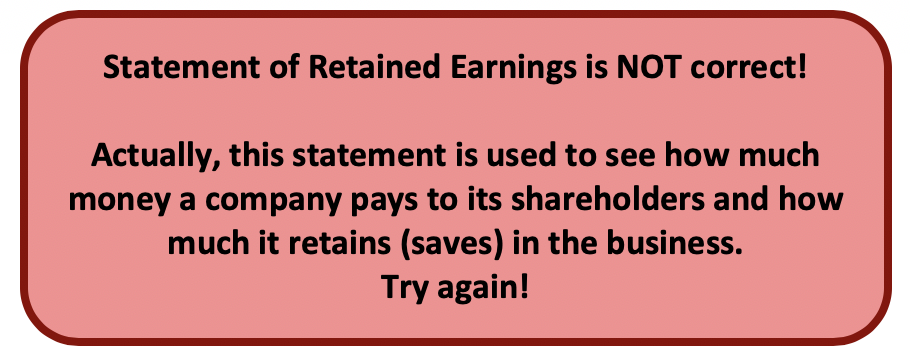 Statement of Retained Earnings is NOT correct!
Actually, this statement is used to see how much
money a company pays to its shareholders and how
much it retains (saves) in the business.
Try again!